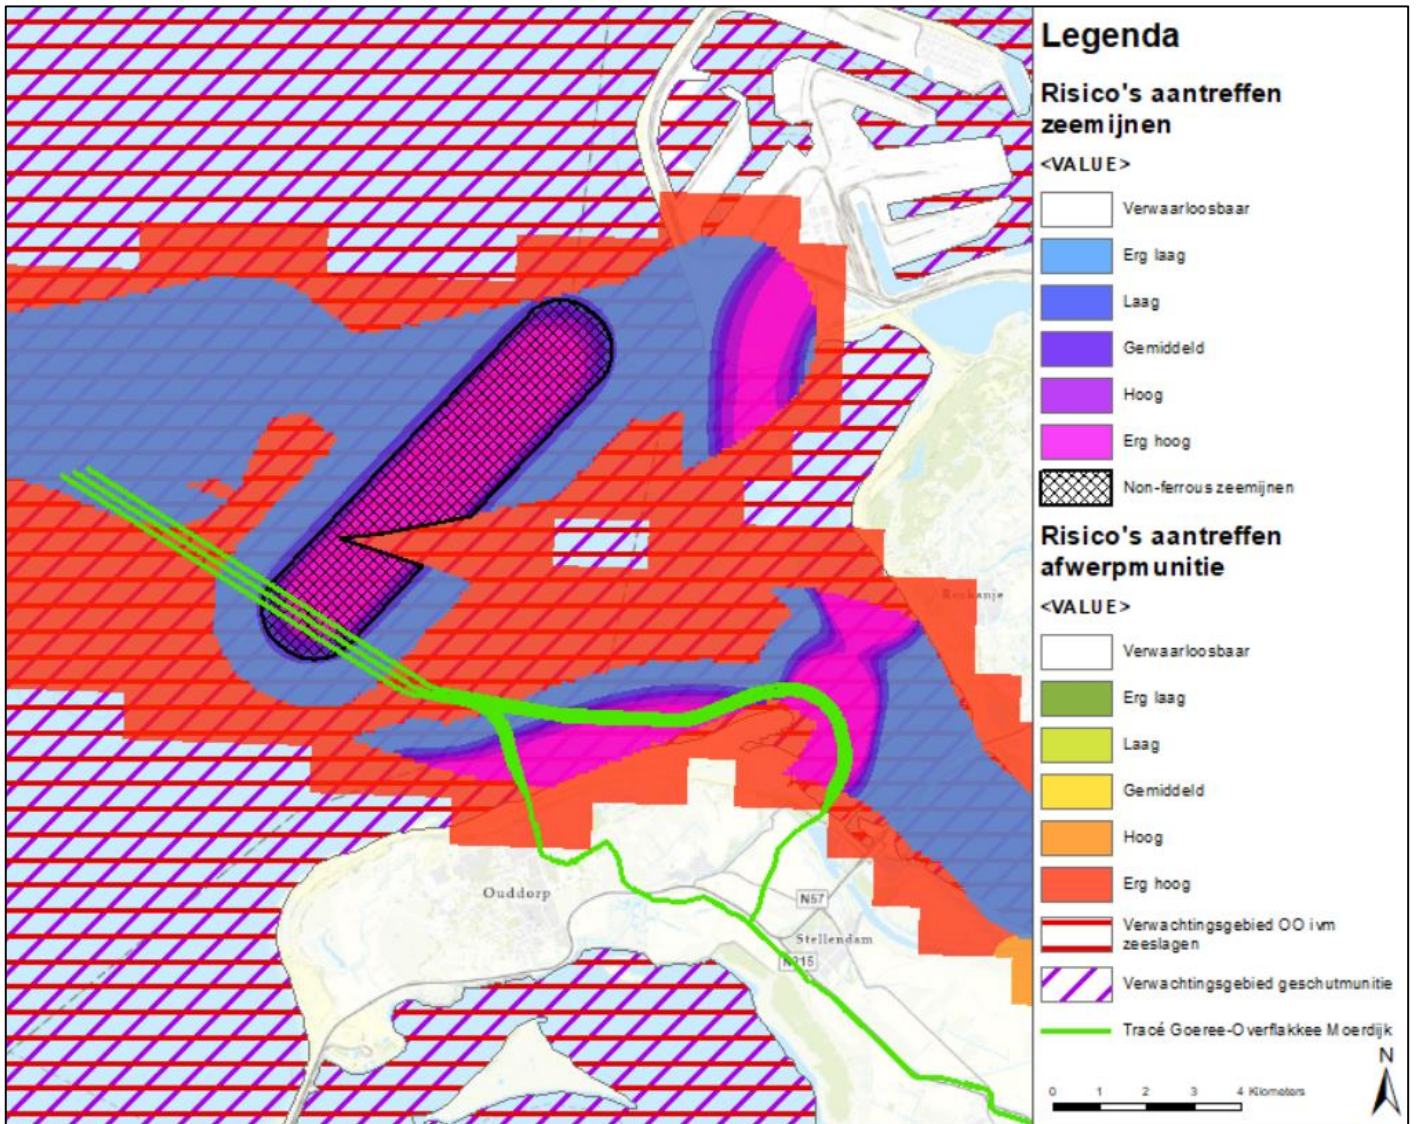 Legenda
Risico's aantreffen
zeemijnen
<VALUE>
Verwaarloosbaar
Erg laag
Laag
Gemiddeld
Hoog
Erg hoog
Non-ferrous zeemijnen
Risico's aantreffen
afwerpmunitie
<VALUE>
Verwaarloosbaar
Erg laag
Laag
Gemiddeld
Hoog
Erg hoog
Verwachtingsgebied OO ivm
zeeslagen
Verwachtingsgebied geschutmunitie
Tracé Goeree-Overflakkee Moerdijk
N
0 1 2 3 4 Kilometers
Rockanje
Ouddorp
N57
Stellendam
N215